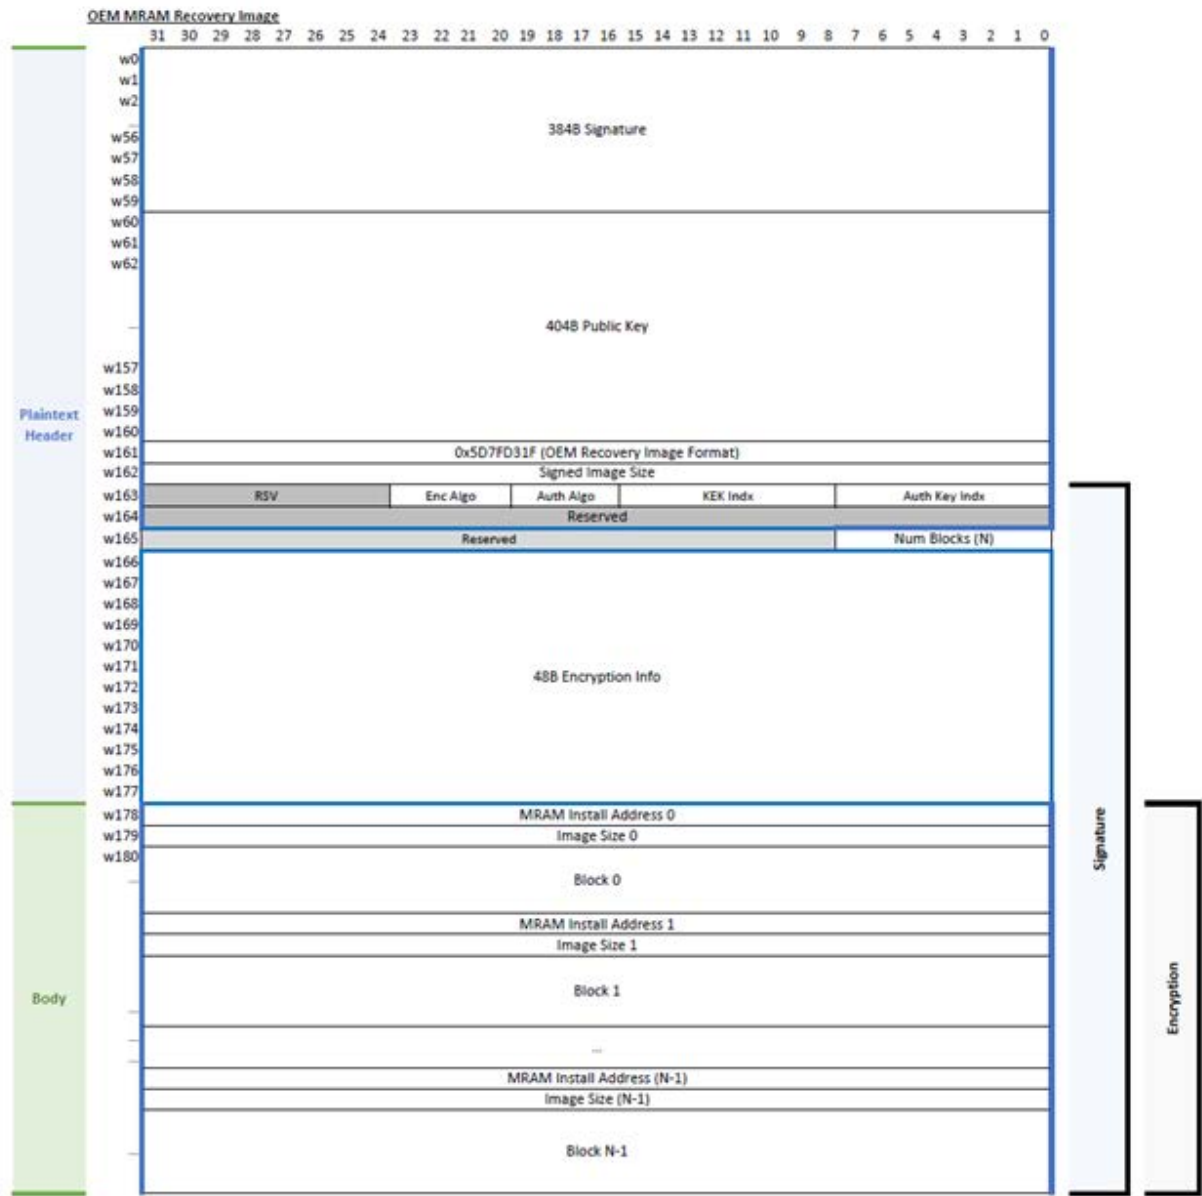 OEM MRAM Recovery Image
31 30 29 28 27 26 25 24 23 22 21 20 19 18 17 16 15 14 13 12 11 10 9 8 7 6 5 4 3 2 1 0
w0
w1
w2
...
w56
w57
w58
w59
384B Signature
w60
w61
w62
...
404B Public Key
w157
w158
w159
w160
Plaintext
Header
w161 0x5D7FD31F (OEM Recovery Image Format)
w162 Signed Image Size
w163 RSV Enc Algo Auth Algo KEK Indx Auth Key Indx
w164 Reserved
w165 Reserved Num Blocks (N)
w166
w167
w168
w169
w170
w171
48B Encryption Info
w172
w173
w174
w175
w176
w177
w178 MRAM Install Address 0
w179 Image Size 0
w180
...
Block 0
MRAM Install Address 1
Image Size 1
Block 1
...
...
...
...
MRAM Install Address (N-1)
Image Size (N-1)
...
Block N-1
Body
Signature
Encryption